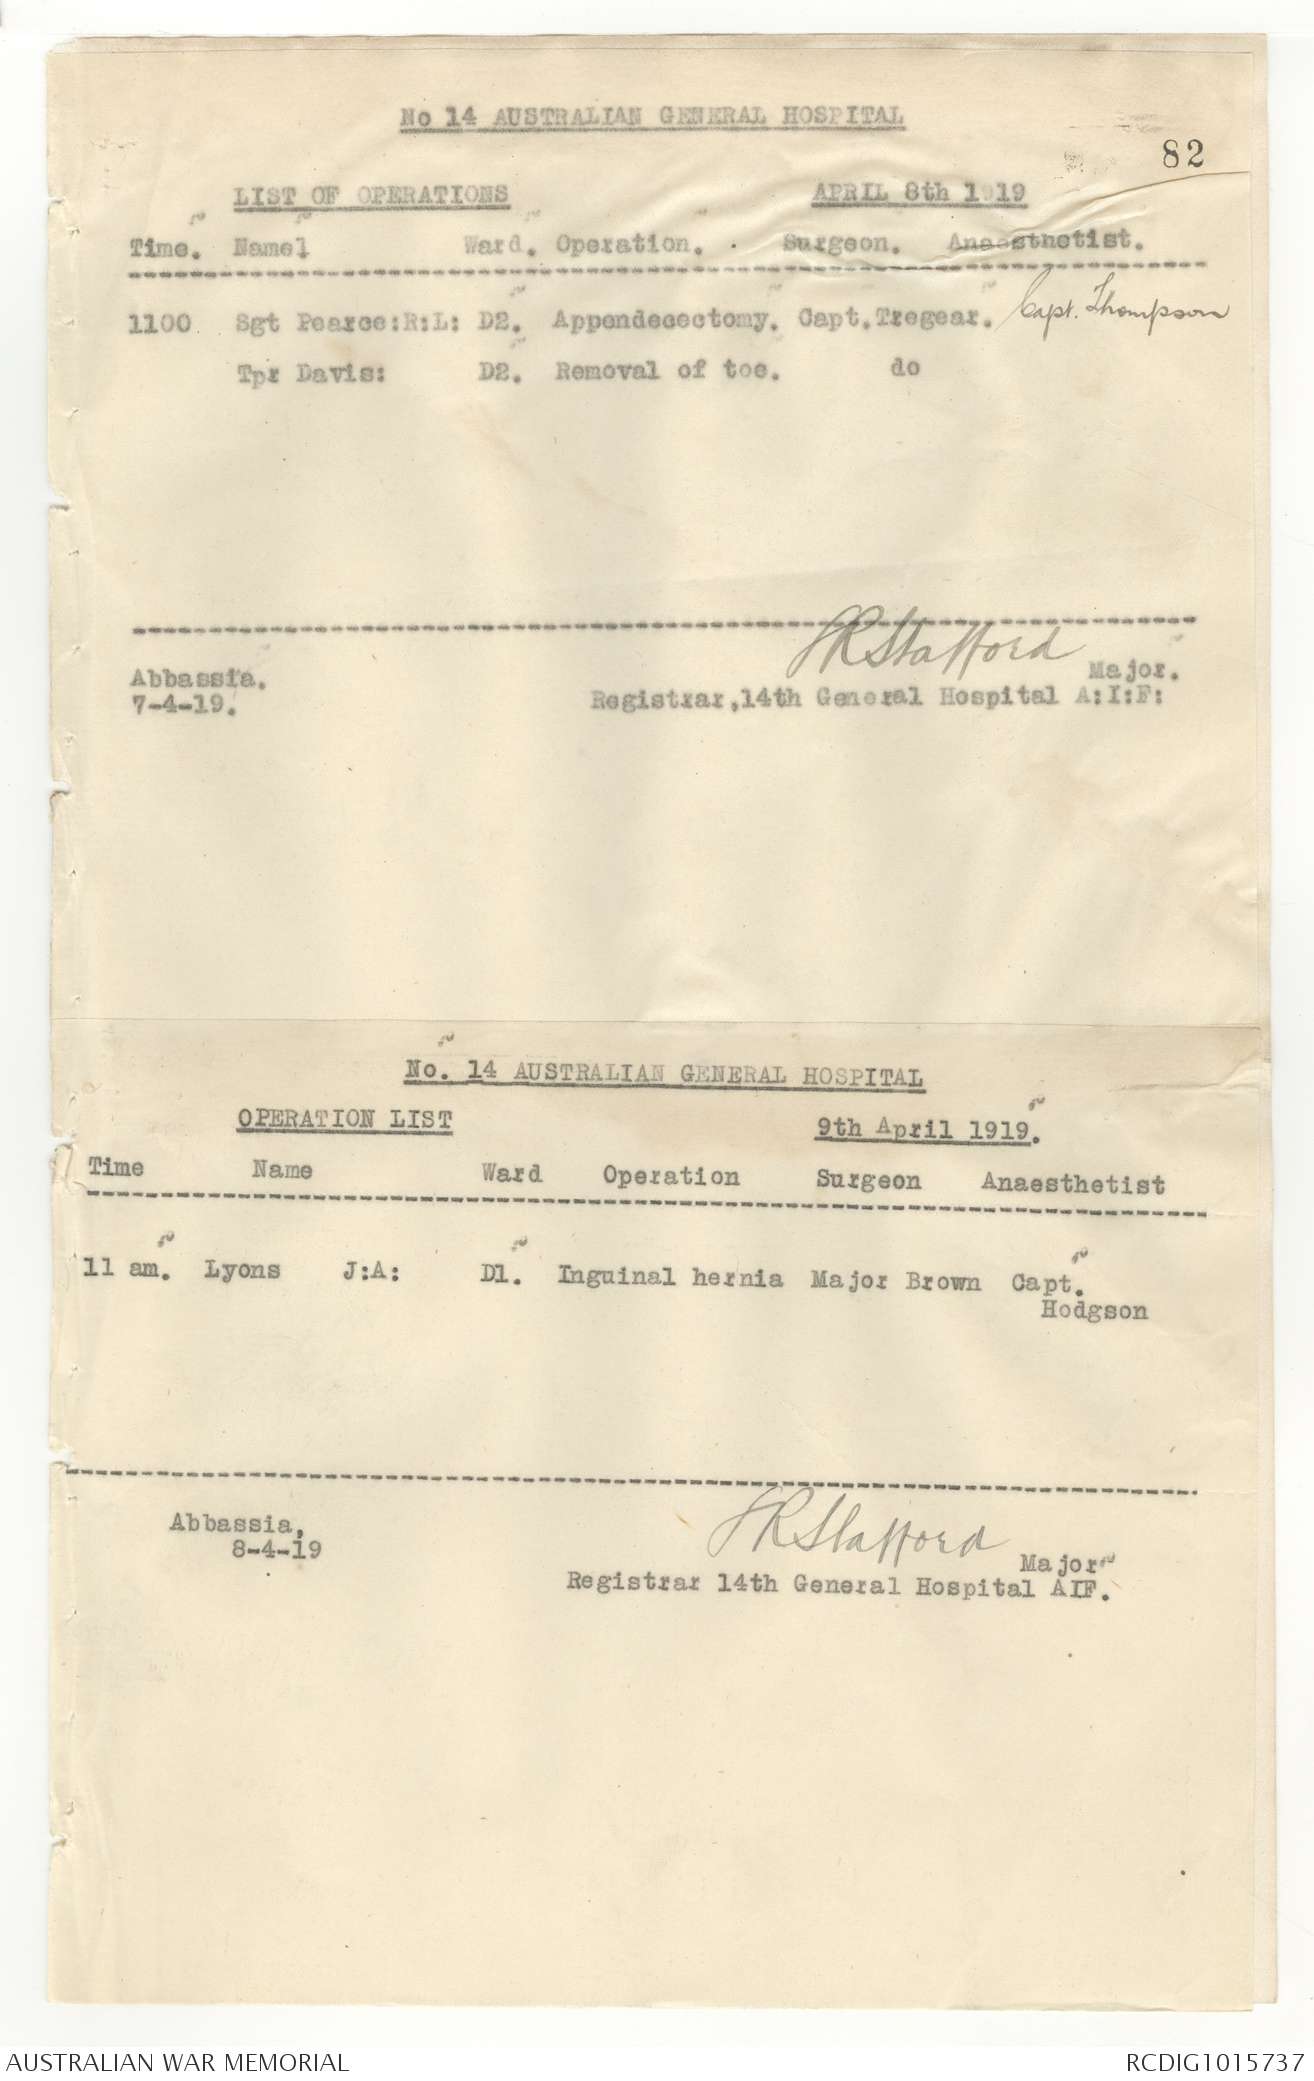 No 14 AUSTRALIAN GENERAL HOSPITAL
82
LIST OF OPERATIONS APRIL 8th 1919
Time. Namel Ward. Operation. Surgeon. Anaesthetist.
1100 Sgt Pearce:R:L: D2. Appendecectomy. Capt.Tregear. Capt. Thompson
Tpr Davis: D2. Removal of toe. do
SRStafford
Abbassia. Major.
7-4-19. Registrar,14th General Hospital A:I:F:
No. 14 AUSTRALIAN GENERAL HOSPITAL
OPERATION LIST 9th April 1919.
Time Name Ward Operation Surgeon Anaesthetist
11 am. Lyons J:A: D1. Inguinal hernia Major Brown Capt.
Hodgson
SRStafford
Abbassia, Major
8-4-19 Registrar 14th General Hospital AIF.
AUSTRALIAN WAR MEMORIAL RCDIG1015737